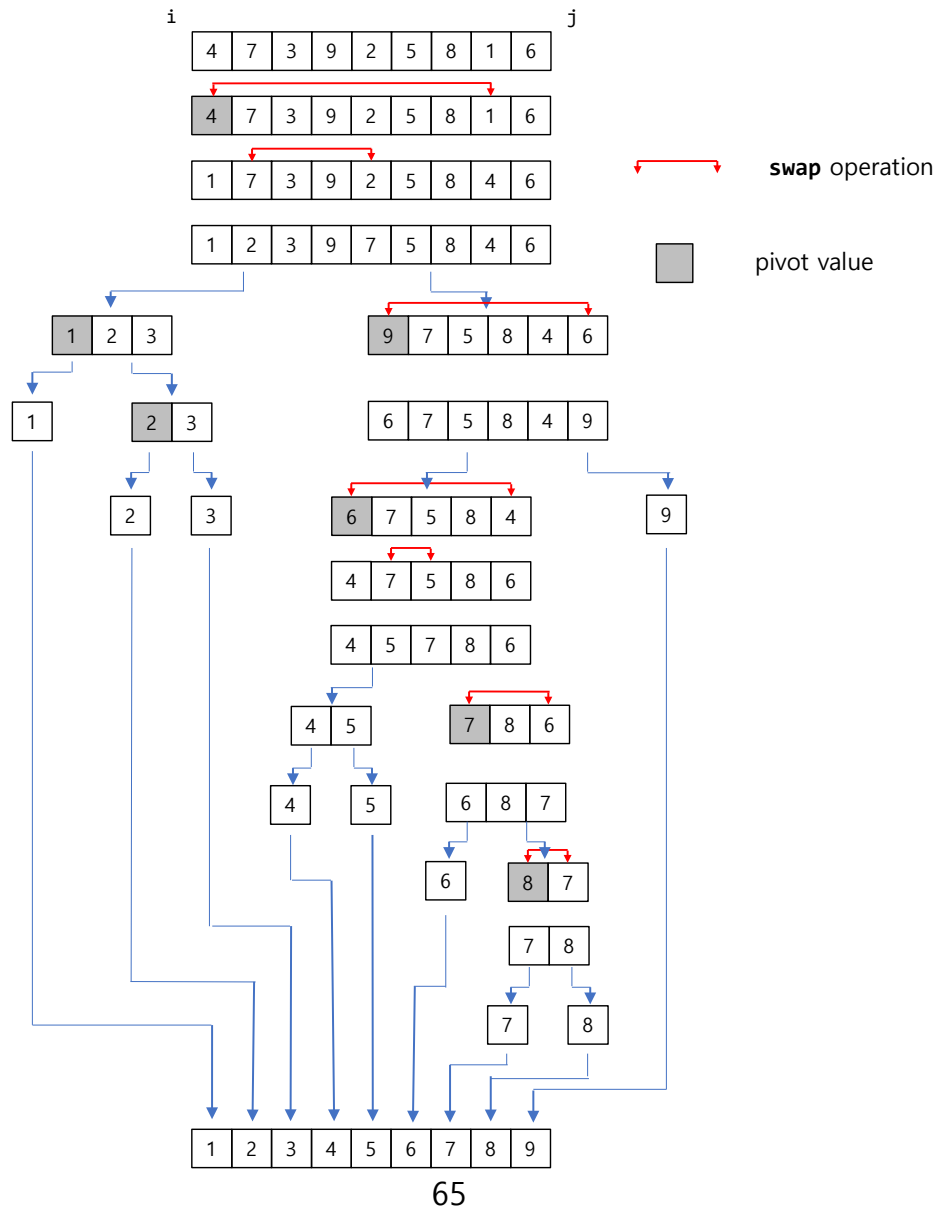 i j
4 7 3 9 2 5 8 1 6
4 7 3 9 2 5 8 1 6
1 7 3 9 2 5 8 4 6
swap operation
1 2 3 9 7 5 8 4 6
pivot value
1 2 3
9 7 5 8 4 6
1
2 3
6 7 5 8 4 9
2
3
6 7 5 8 4
9
4 7 5 8 6
4 5 7 8 6
4 5
7 8 6
4
5
6 8 7
6
8 7
7 8
7
8
1 2 3 4 5 6 7 8 9
65